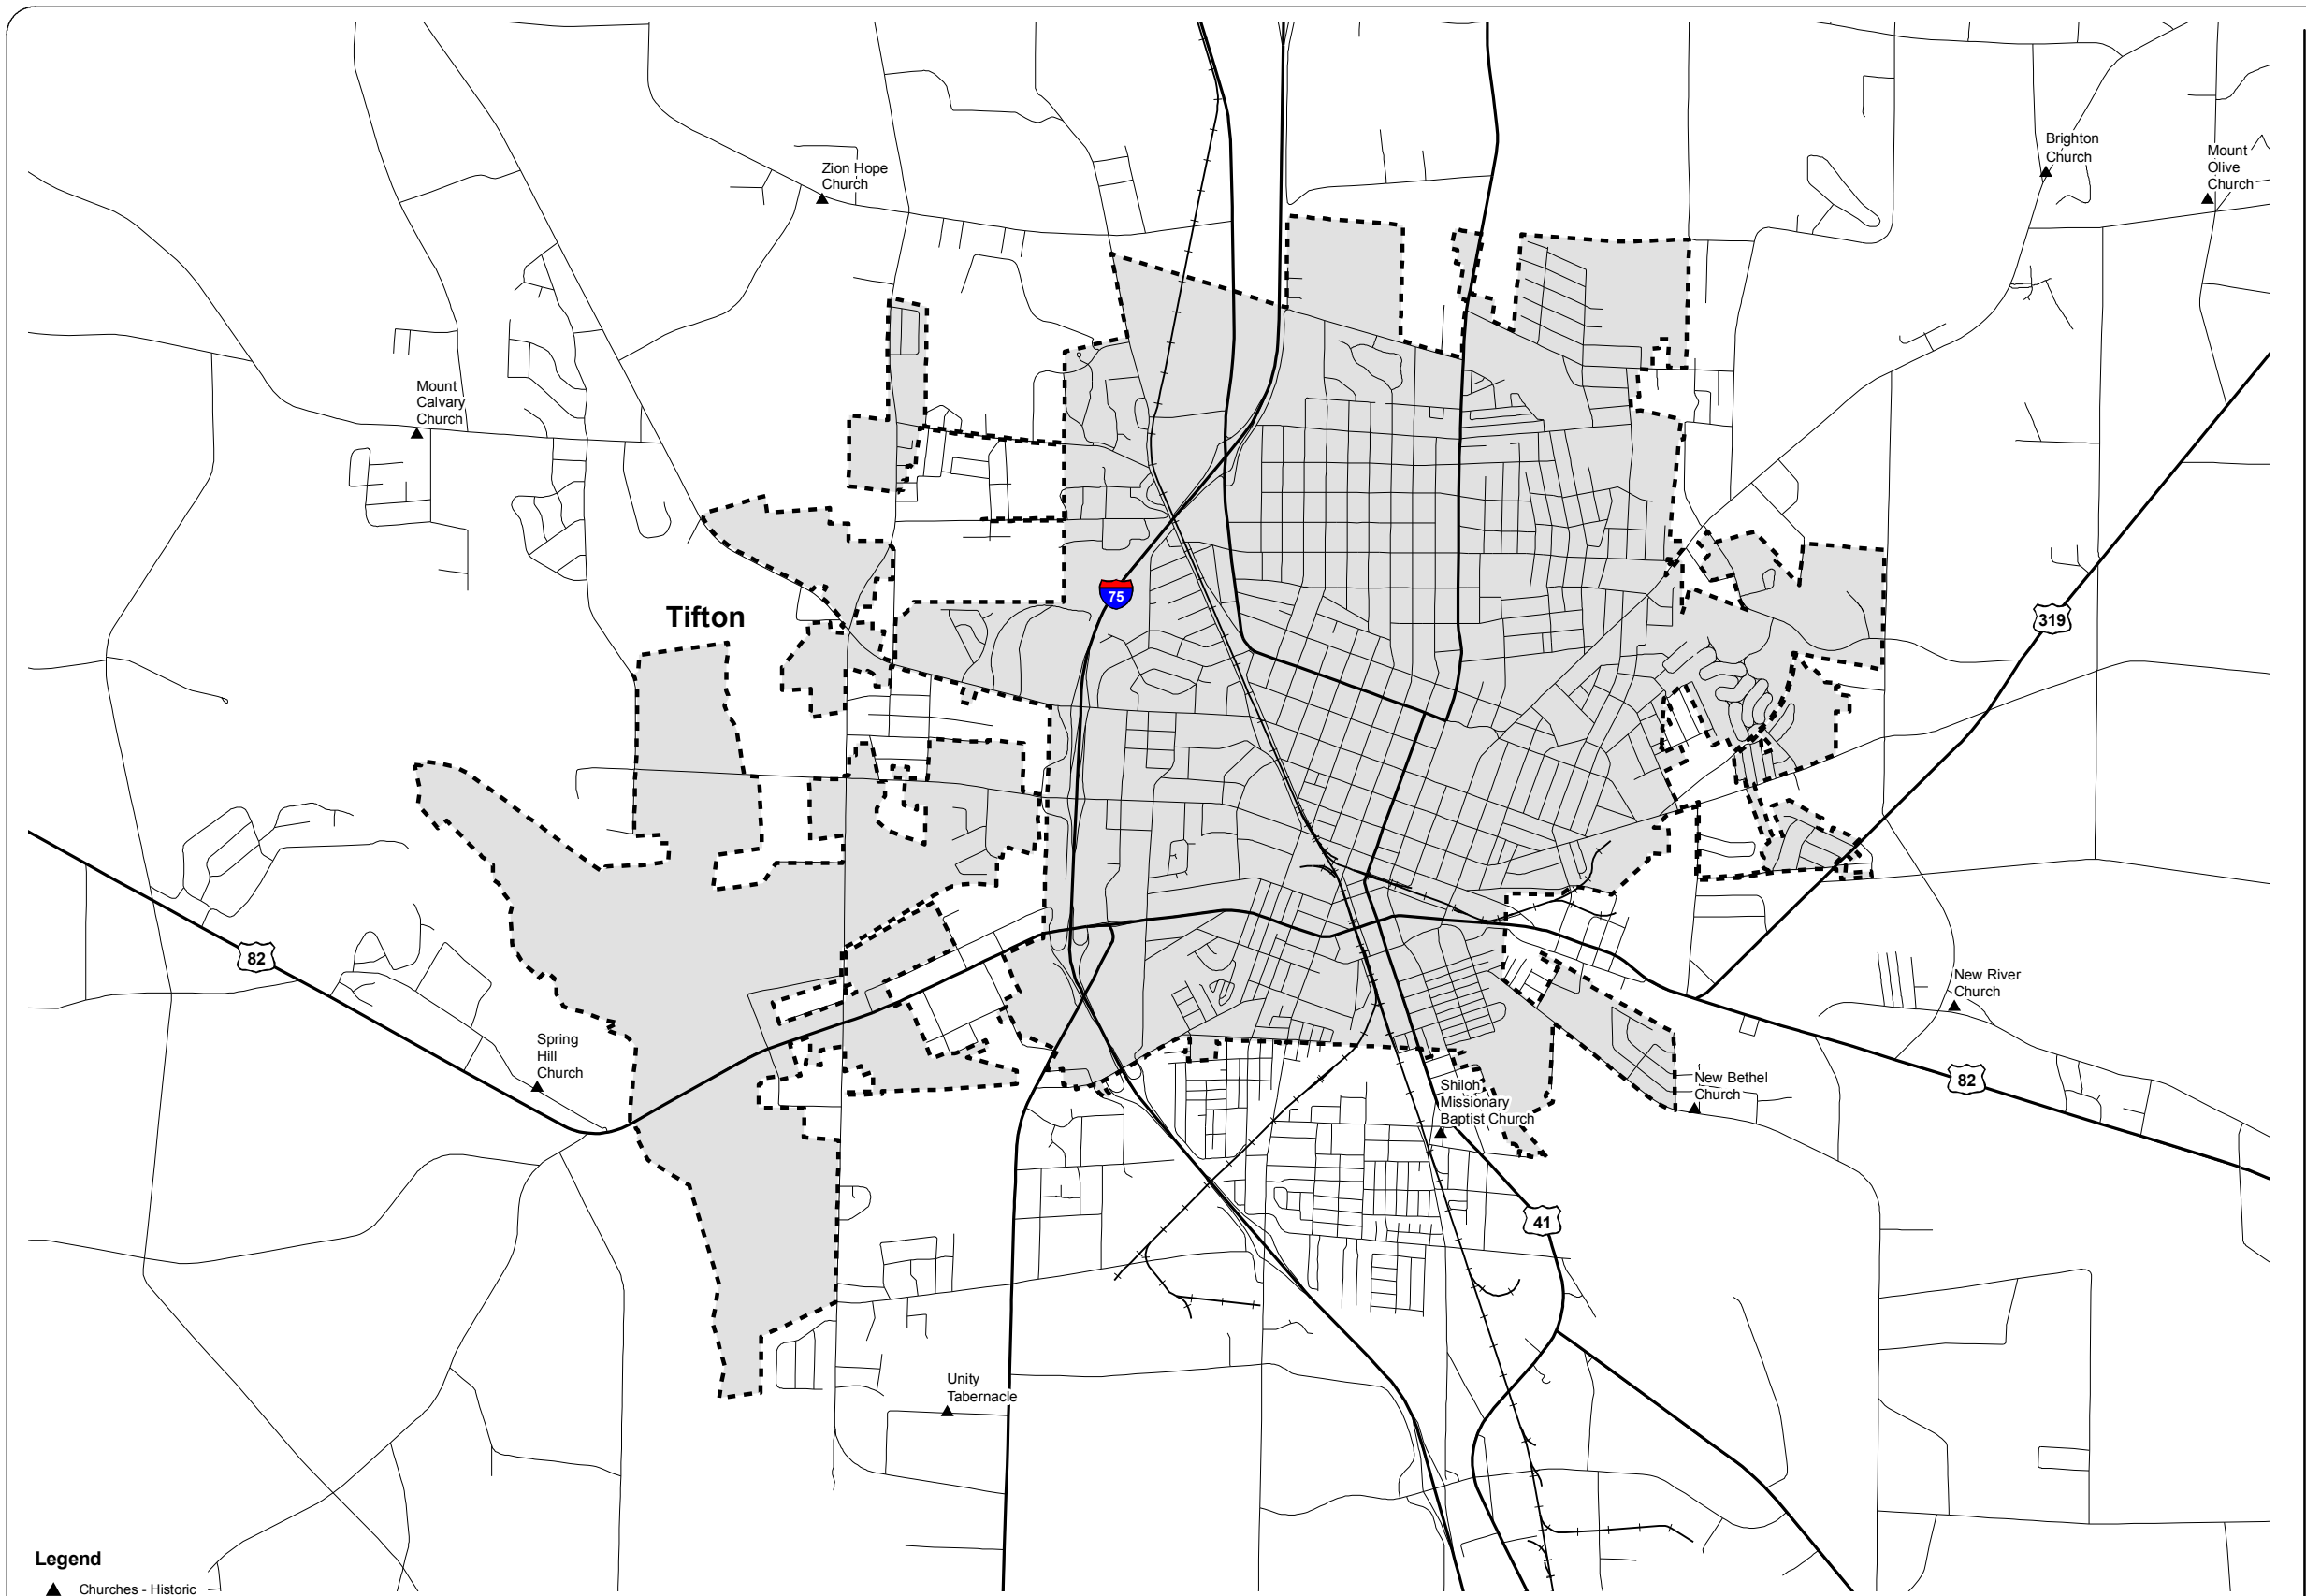 Brighton
Church
Mount
Olive
Church
Zion Hope
Church
Mount
Calvary
Church
75
Tifton
319
82
New River
Church
Spring
Hill
Church
82
New Bethel
Church
Shiloh
Missionary
Baptist Church
41
Unity
Tabernacle
Legend
Churches - Historic